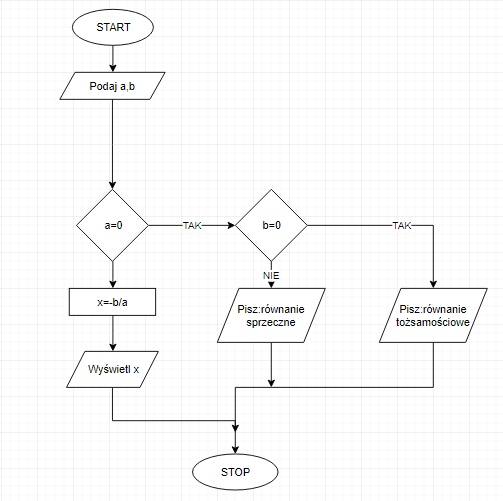 START
Podaj a,b
a=0
TAK
b=0
TAK
NIE
x=-b/a
Pisz:równanie
sprzeczne
Pisz:równanie
tożsamościowe
Wyświetl x
STOP